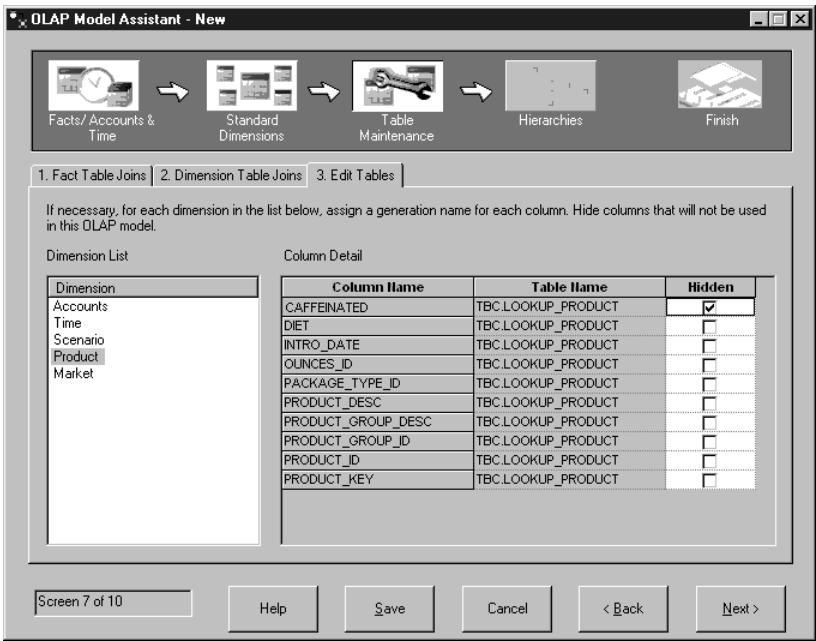 OLAP Model Assistant - New
Facts/ Accounts &
Time
Standard
Dimensions
Table
Maintenance
Hierarchies
Finish
1. Fact Table Joins
2. Dimension Table Joins
3. Edit Tables
If necessary, for each dimension in the list below, assign a generation name for each column. Hide columns that will not be used
in this OLAP model.
Dimension List
Column Detail
Dimension
Accounts
Time
Scenario
Product
Market
Column Name Table Name Hidden
CAFFEINATED TBC.LOOKUP_PRODUCT
DIET TBC.LOOKUP_PRODUCT
INTRO_DATE TBC.LOOKUP_PRODUCT
OUNCES_ID TBC.LOOKUP_PRODUCT
PACKAGE_TYPE_ID TBC.LOOKUP_PRODUCT
PRODUCT_DESC TBC.LOOKUP_PRODUCT
PRODUCT_GROUP_DESC TBC.LOOKUP_PRODUCT
PRODUCT_GROUP_ID TBC.LOOKUP_PRODUCT
PRODUCT_ID TBC.LOOKUP_PRODUCT
PRODUCT_KEY TBC.LOOKUP_PRODUCT
Screen 7 of 10
Help
Save
Cancel
< Back
Next >